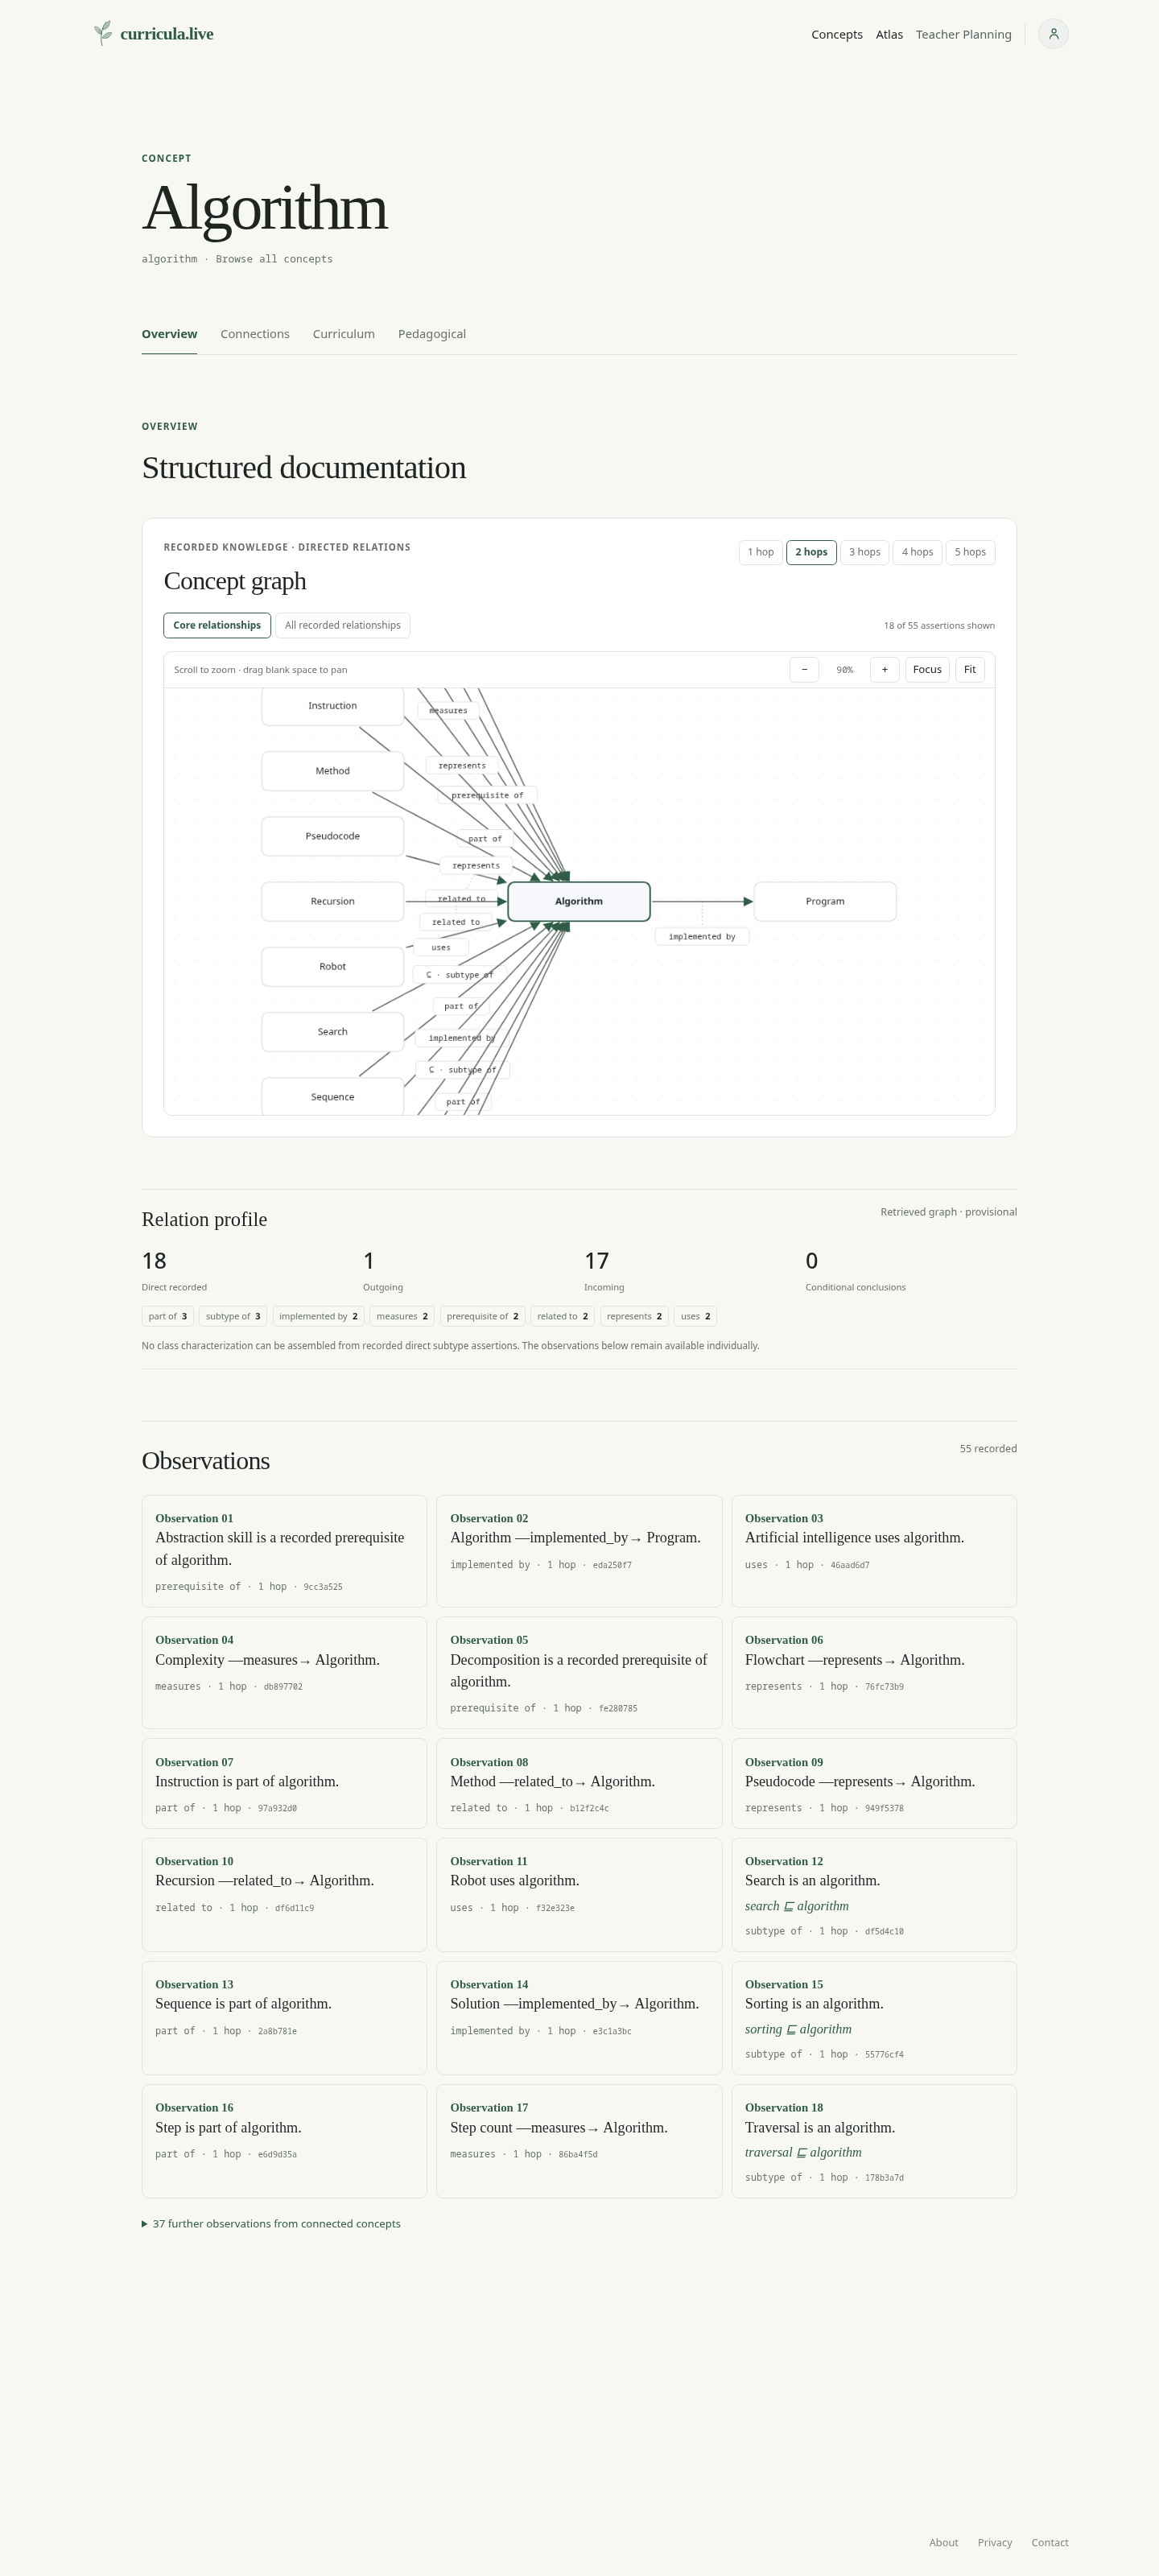 curricula.live
Concepts Atlas Teacher Planning
CONCEPT
Algorithm
algorithm · Browse all concepts
Overview Connections Curriculum Pedagogical
OVERVIEW
Structured documentation
RECORDED KNOWLEDGE · DIRECTED RELATIONS
1 hop 2 hops 3 hops 4 hops 5 hops
Concept graph
Core relationships All recorded relationships
18 of 55 assertions shown
Scroll to zoom · drag blank space to pan
− 90% + Focus Fit
Instruction
measures
represents
Method
prerequisite of
Pseudocode
part of
represents
Recursion
related to
Algorithm
Program
related to
implemented by
uses
Robot
⊆ · subtype of
part of
Search
implemented by
⊆ · subtype of
Sequence
part of
Relation profile
Retrieved graph · provisional
18 1 17 0
Direct recorded Outgoing Incoming Conditional conclusions
part of 3 subtype of 3 implemented by 2 measures 2 prerequisite of 2 related to 2 represents 2 uses 2
No class characterization can be assembled from recorded direct subtype assertions. The observations below remain available individually.
Observations
55 recorded
Observation 01
Abstraction skill is a recorded prerequisite
of algorithm.
prerequisite of · 1 hop · 9cc3a525
Observation 02
Algorithm —implemented_by→ Program.
implemented by · 1 hop · eda250f7
Observation 03
Artificial intelligence uses algorithm.
uses · 1 hop · 46aad6d7
Observation 04
Complexity —measures→ Algorithm.
measures · 1 hop · db897702
Observation 05
Decomposition is a recorded prerequisite of
algorithm.
prerequisite of · 1 hop · fe280785
Observation 06
Flowchart —represents→ Algorithm.
represents · 1 hop · 76fc73b9
Observation 07
Instruction is part of algorithm.
part of · 1 hop · 97a932d0
Observation 08
Method —related_to→ Algorithm.
related to · 1 hop · b12f2c4c
Observation 09
Pseudocode —represents→ Algorithm.
represents · 1 hop · 949f5378
Observation 10
Recursion —related_to→ Algorithm.
related to · 1 hop · df6d11c9
Observation 11
Robot uses algorithm.
uses · 1 hop · f32e323e
Observation 12
Search is an algorithm.
search ⊑ algorithm
subtype of · 1 hop · df5d4c10
Observation 13
Sequence is part of algorithm.
part of · 1 hop · 2a8b781e
Observation 14
Solution —implemented_by→ Algorithm.
implemented by · 1 hop · e3c1a3bc
Observation 15
Sorting is an algorithm.
sorting ⊑ algorithm
subtype of · 1 hop · 55776cf4
Observation 16
Step is part of algorithm.
part of · 1 hop · e6d9d35a
Observation 17
Step count —measures→ Algorithm.
measures · 1 hop · 86ba4f5d
Observation 18
Traversal is an algorithm.
traversal ⊑ algorithm
subtype of · 1 hop · 178b3a7d
▶ 37 further observations from connected concepts
About Privacy Contact